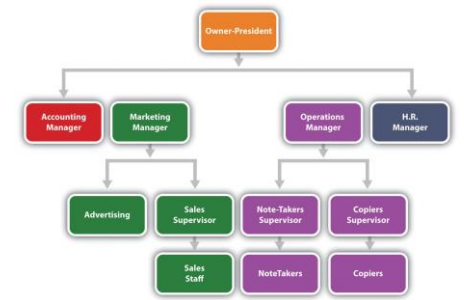 Owner-President
Accounting
Manager
Marketing
Manager
Operations
Manager
H.R.
Manager
Advertising
Sales
Supervisor
Note-Takers
Supervisor
Copiers
Supervisor
Sales
Staff
NoteTakers
Copiers